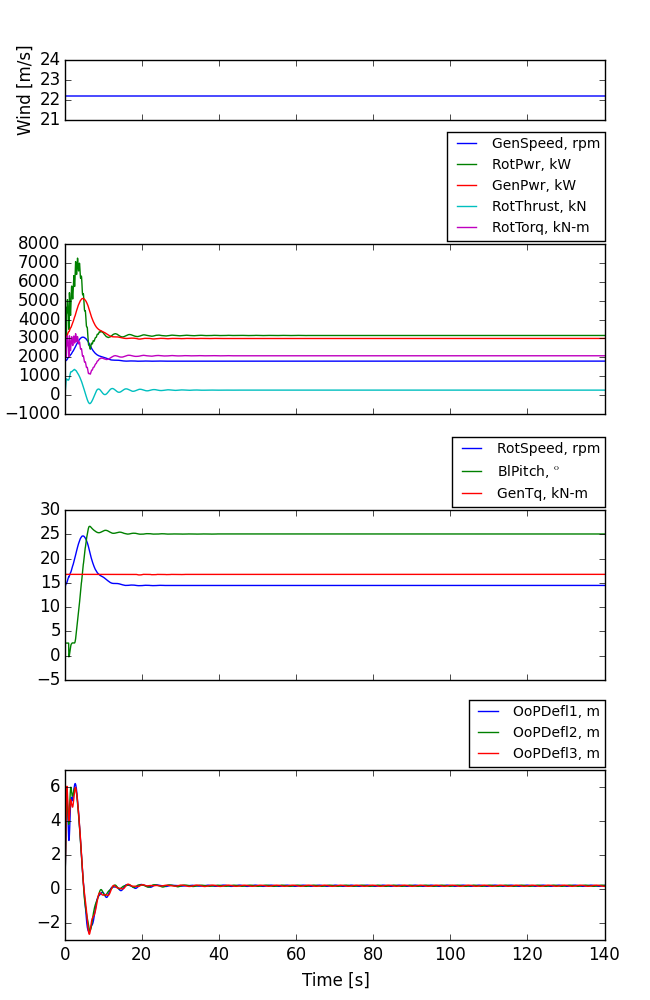 Wind [m/s]
24
23
22
21
GenSpeed, rpm
RotPwr, kW
GenPwr, kW
RotThrust, kN
RotTorq, kN-m
8000
7000
6000
5000
4000
3000
2000
1000
0
−1000
RotSpeed, rpm
BlPitch, °
GenTq, kN-m
30
25
20
15
10
5
0
−5
OoPDefl1, m
OoPDefl2, m
OoPDefl3, m
6
4
2
0
−2
0 20 40 60 80 100 120 140
Time [s]